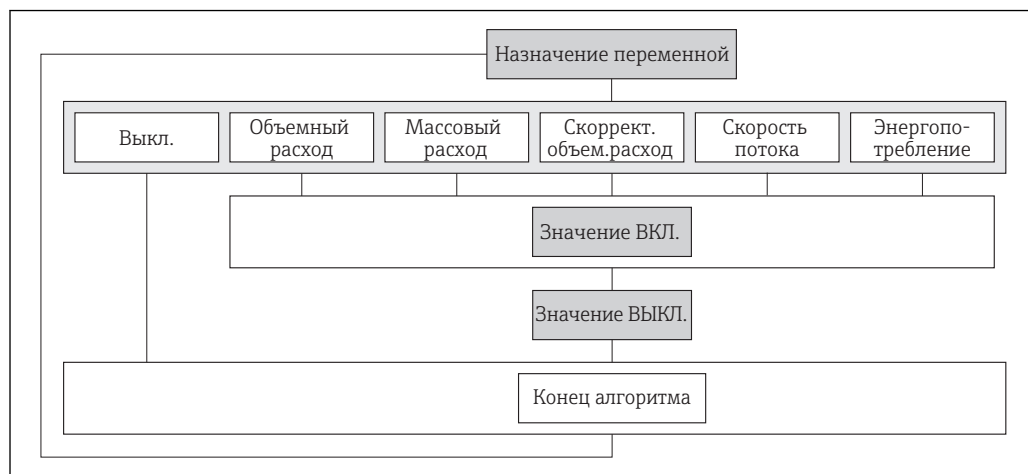 Назначение переменной
Выкл.
Объемный
расход
Массовый
расход
Скоррект.
объем.расход
Скорость
потока
Энергопо-
требление
Значение ВКЛ.
Значение ВЫКЛ.
Конец алгоритма